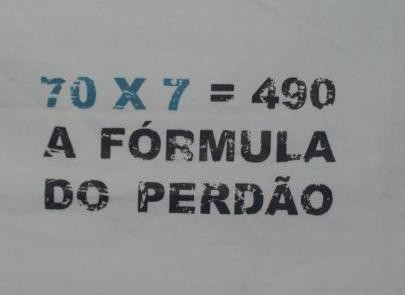 70 X 7 = 490
A FÓRMULA
DO PERDÃO